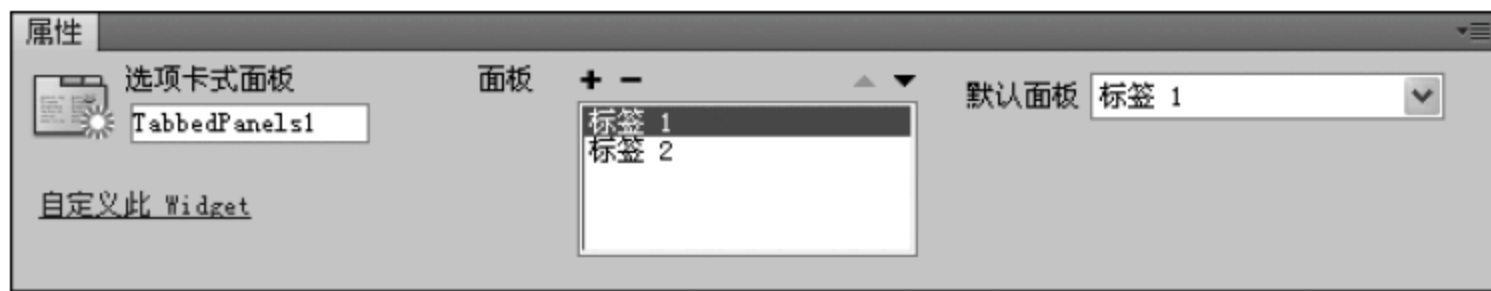 属性
选项卡式面板 面板 默认面板 标签 1
TabbedPanels1
标签 1
标签 2
自定义此 Widget